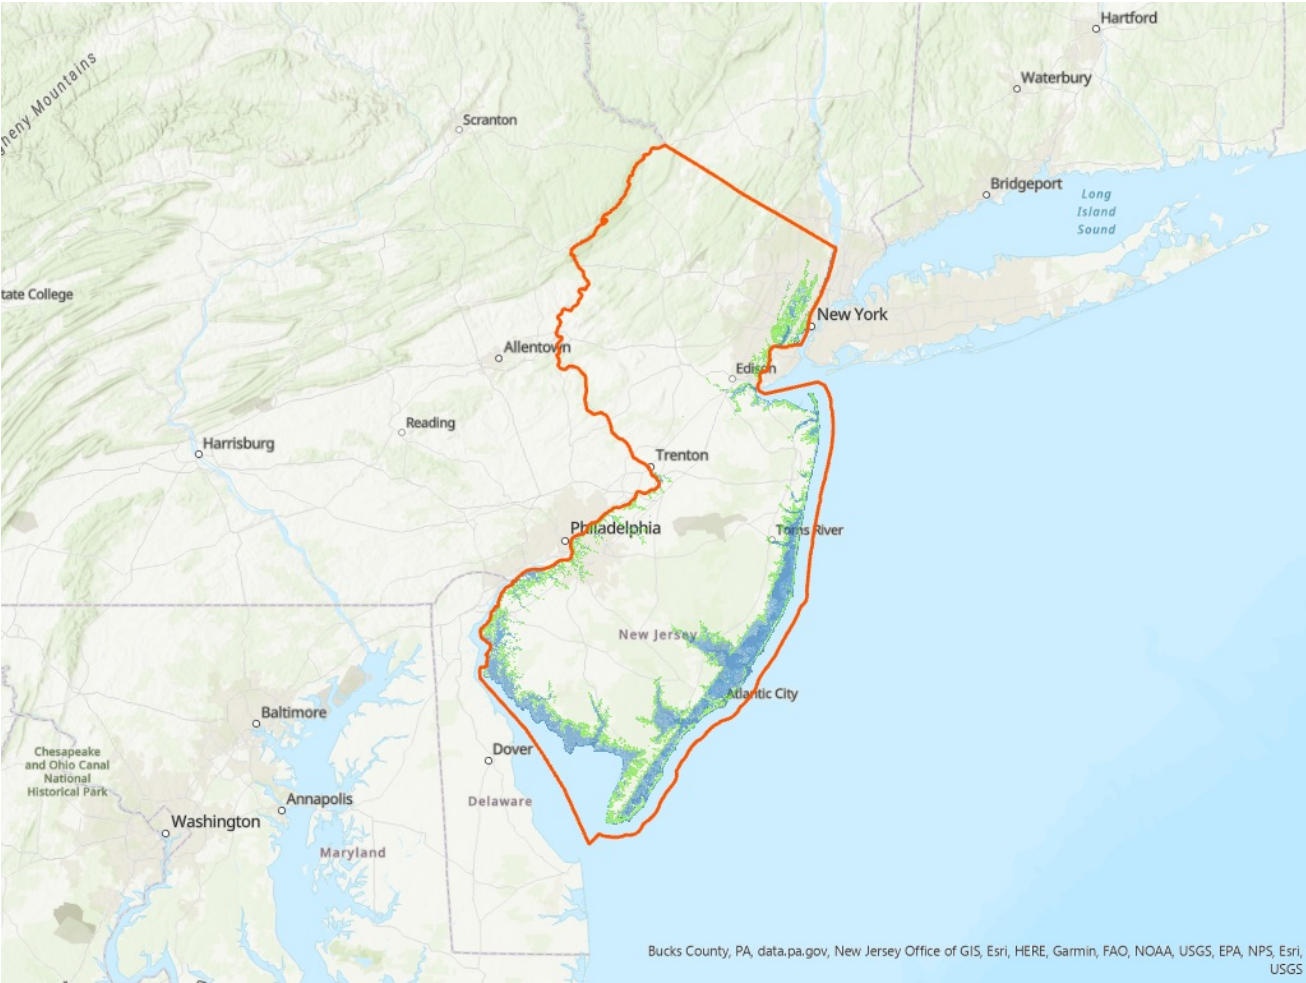 Hartford
Waterbury
gheny Mountains
Scranton
Bridgeport
Long
Island
Sound
tate College
New York
Allentown
Edison
Reading
Harrisburg
Trenton
Philadelphia
Toms River
New Jersey
Atlantic City
Baltimore
Chesapeake
and Ohio Canal
National
Historical Park
Dover
Annapolis
Delaware
Washington
Maryland
Bucks County, PA, data.pa.gov, New Jersey Office of GIS, Esri, HERE, Garmin, FAO, NOAA, USGS, EPA, NPS, Esri,
USGS